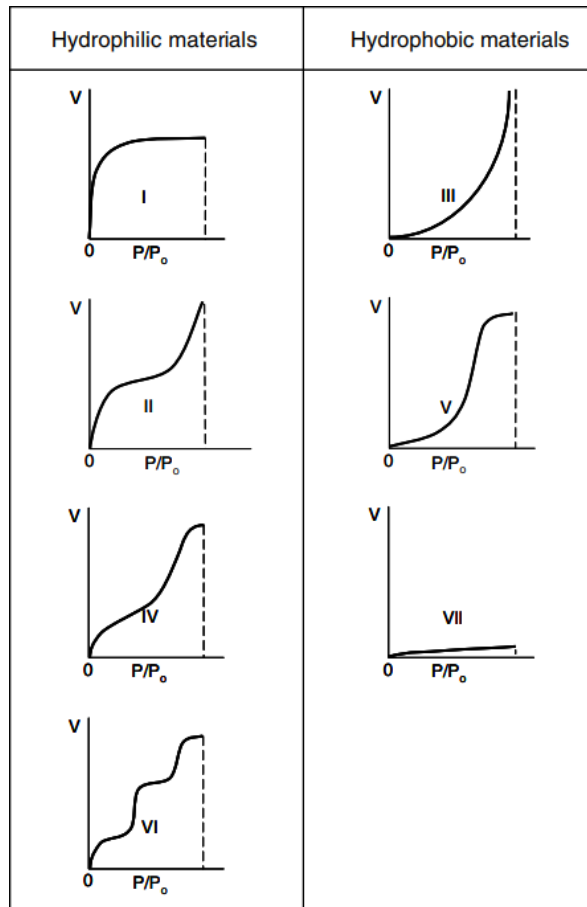 Hydrophilic materials
Hydrophobic materials
V
I
0
P/Po
V
III
0
P/Po
V
II
0
P/Po
V
V
0
P/Po
V
IV
0
P/Po
V
VII
0
P/Po
V
VI
0
P/Po